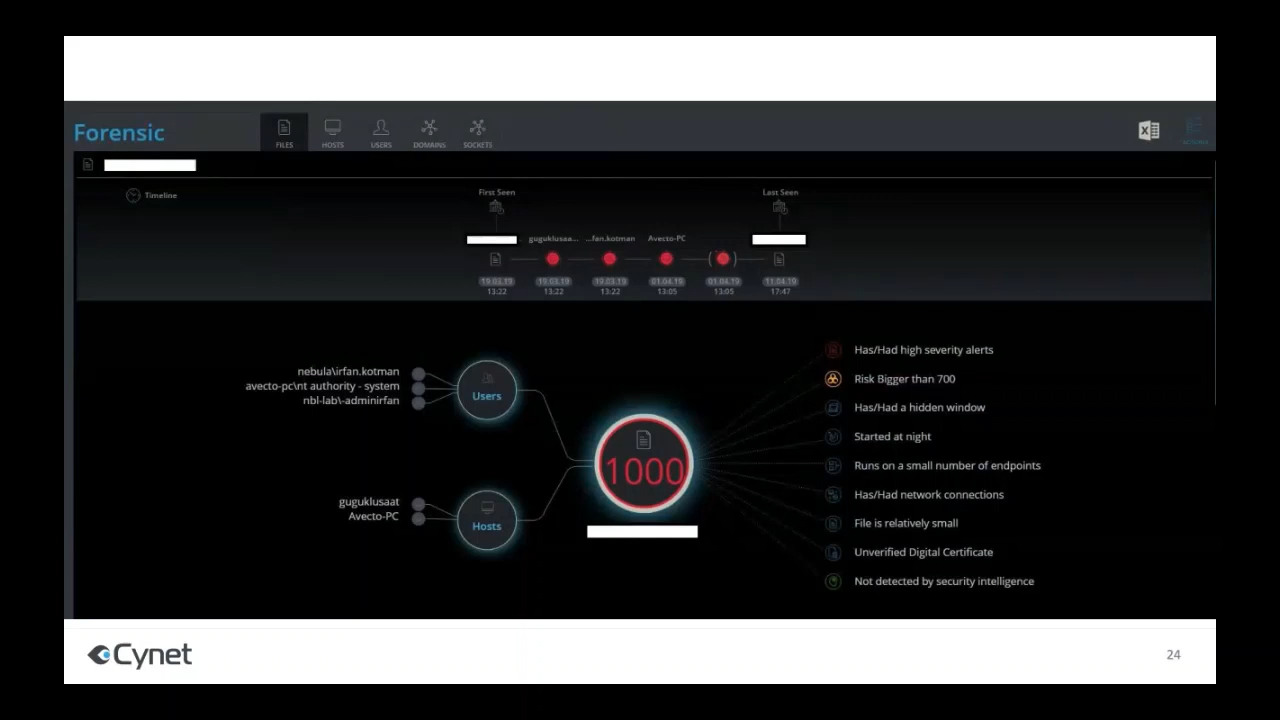 Forensic
FILES
HOSTS
USERS
DOMAINS
SOCKETS
Timeline
First Seen
Last Seen
guguklusaa...
...fan.kotman
Avecto-PC
19.03.19
13:22
19.03.19
13:22
19.03.19
13:22
01.04.19
13:05
01.04.19
13:05
11.04.19
17:47
nebula\irfan.kotman
avecto-pc\nt authority - system
nbl-lab\-adminirfan
Users
guguklusaat
Avecto-PC
Hosts
1000
Has/Had high severity alerts
Risk Bigger than 700
Has/Had a hidden window
Started at night
Runs on a small number of endpoints
Has/Had network connections
File is relatively small
Unverified Digital Certificate
Not detected by security intelligence
Cynet
24